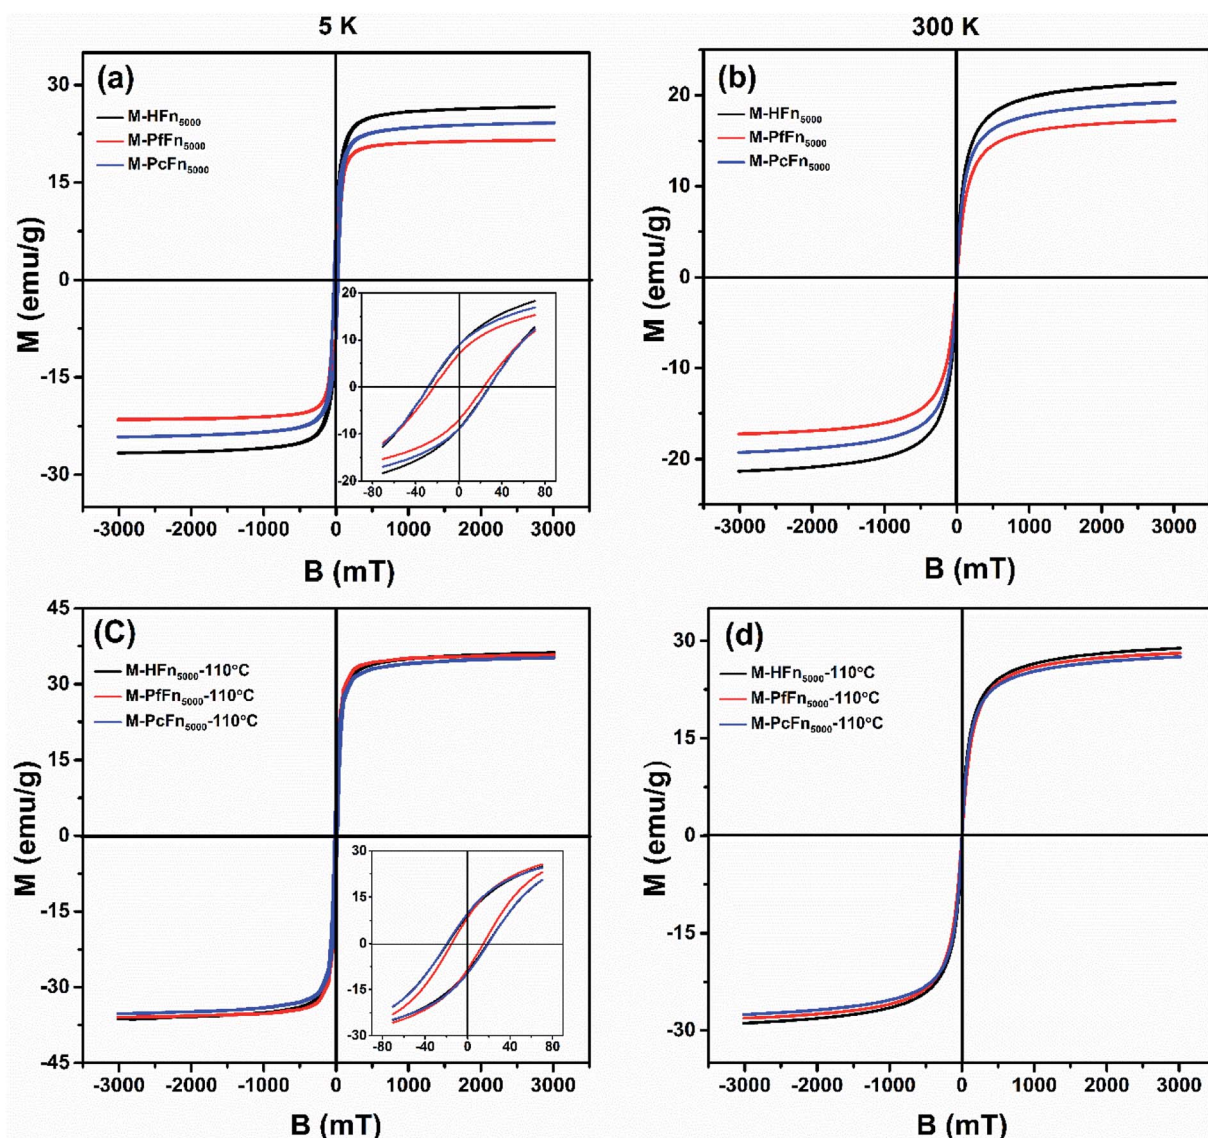 5 K
300 K
(a)
M-HFn5000
M-PfFn5000
M-PcFn5000
30
15
0
-15
-30
M (emu/g)
20
10
0
-10
-20
-80 -40 0 40 80
-3000 -2000 -1000 0 1000 2000 3000
B (mT)
(b)
M-HFn5000
M-PfFn5000
M-PcFn5000
20
10
0
-10
-20
M (emu/g)
-3000 -2000 -1000 0 1000 2000 3000
B (mT)
(C)
M-HFn5000-110°C
M-PfFn5000-110°C
M-PcFn5000-110°C
45
30
15
0
-15
-30
-45
M (emu/g)
30
15
0
-15
-30
-80 -40 0 40 80
-3000 -2000 -1000 0 1000 2000 3000
B (mT)
(d)
M-HFn5000-110°C
M-PfFn5000-110°C
M-PcFn5000-110°C
30
15
0
-15
-30
M (emu/g)
-3000 -2000 -1000 0 1000 2000 3000
B (mT)